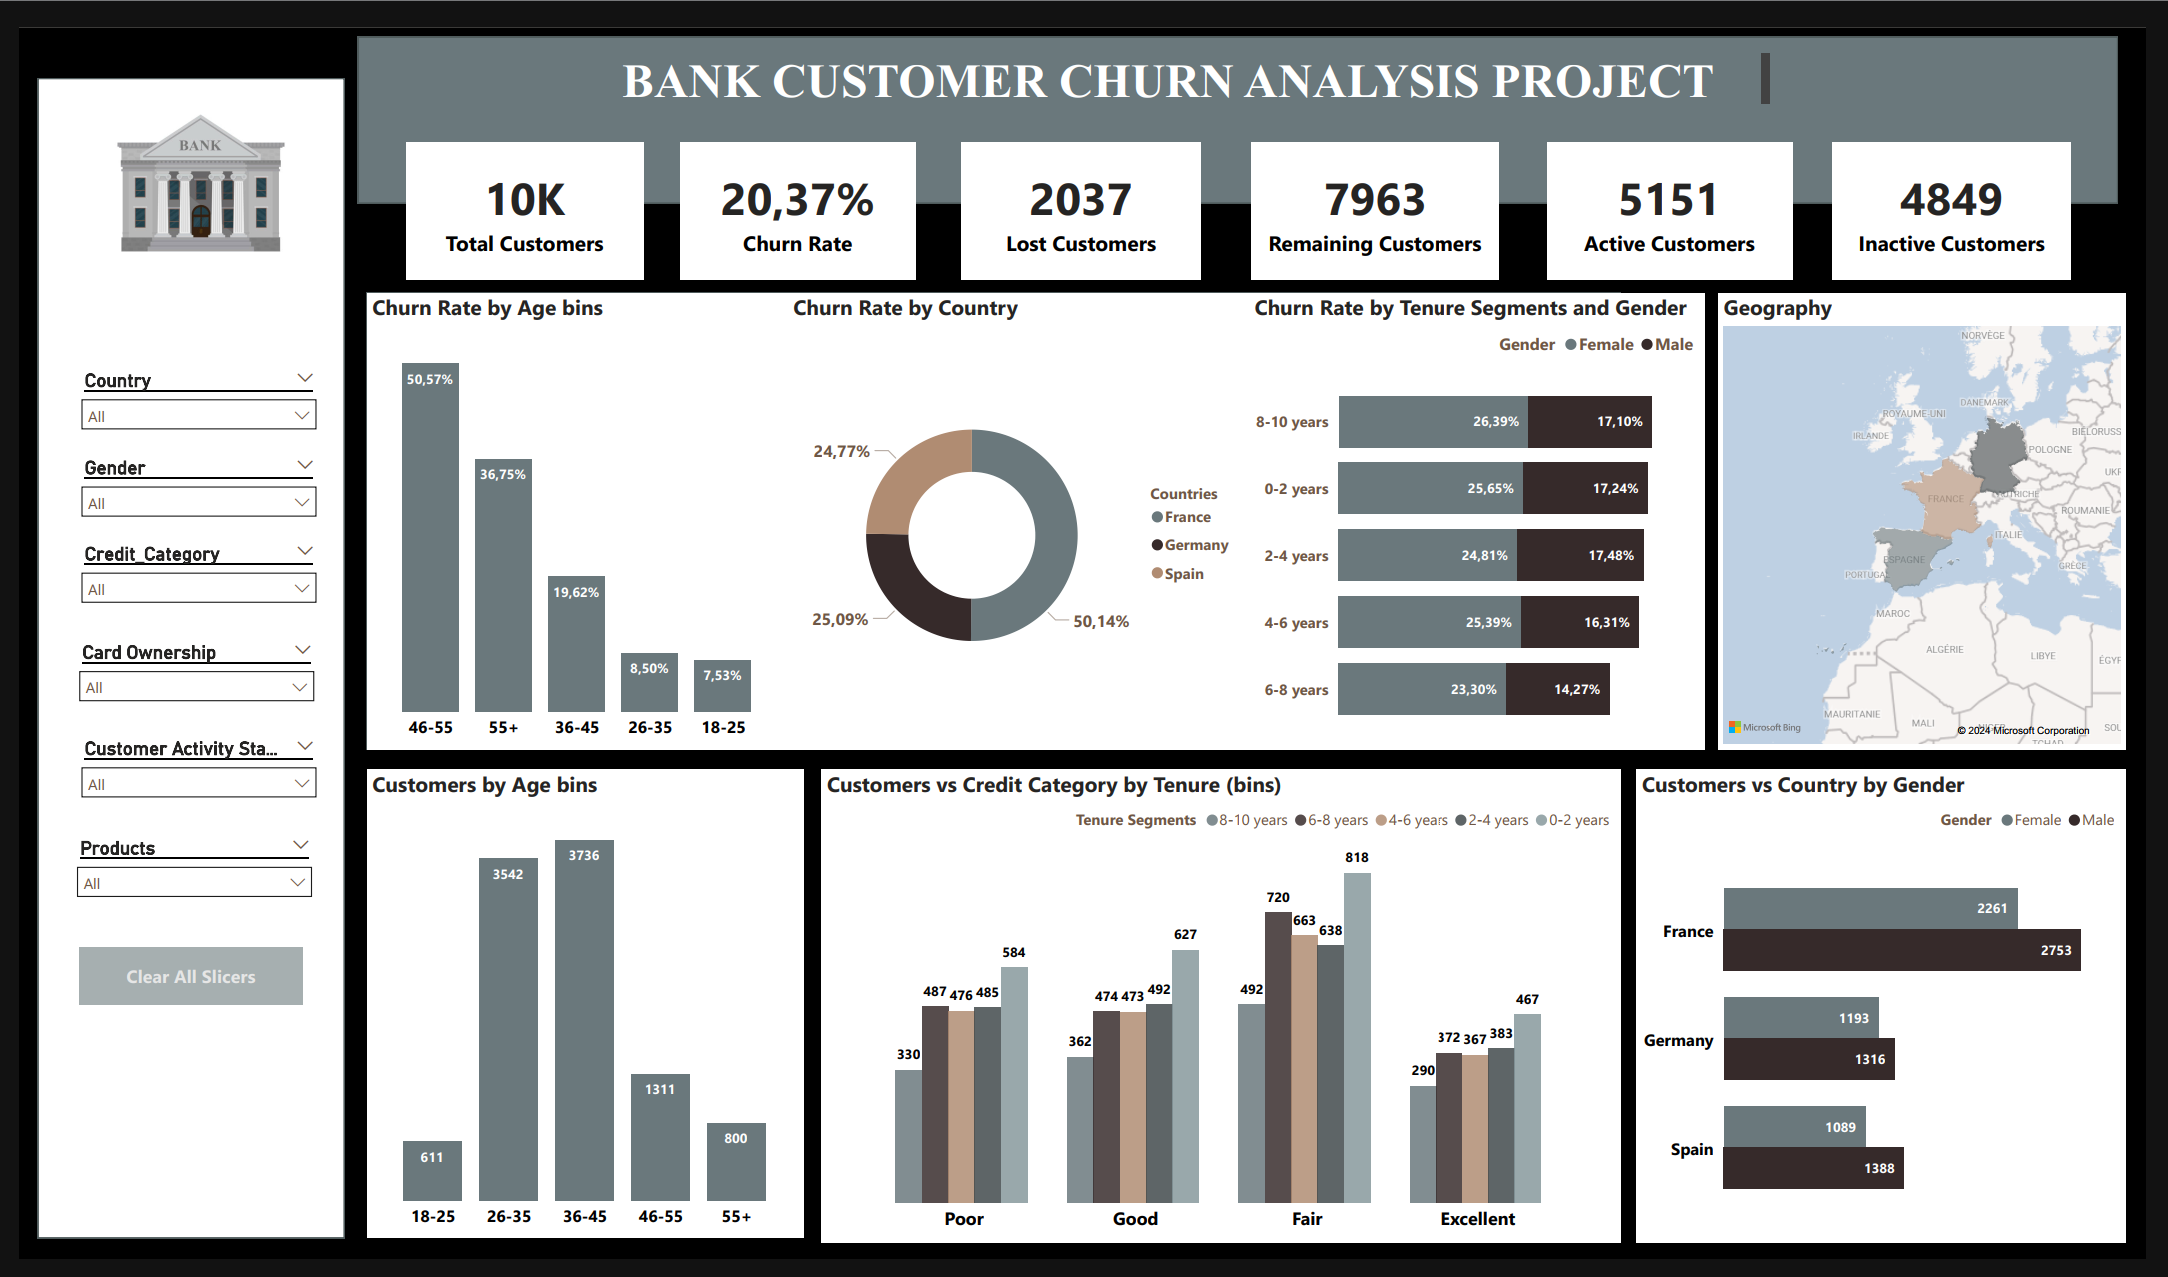 BANK CUSTOMER CHURN ANALYSIS PROJECT
BANK
10K
Total Customers
20,37%
Churn Rate
2037
Lost Customers
7963
Remaining Customers
5151
Active Customers
4849
Inactive Customers
Country
All
Gender
All
Credit_Category
All
Card Ownership
All
Customer Activity Sta...
All
Products
All
Clear All Slicers
Churn Rate by Age bins
50,57%
36,75%
19,62%
8,50%
7,53%
46-55
55+
36-45
26-35
18-25
Churn Rate by Country
24,77%
25,09%
50,14%
Countries
France
Germany
Spain
Churn Rate by Tenure Segments and Gender
Gender Female Male
8-10 years 26,39% 17,10%
0-2 years 25,65% 17,24%
2-4 years 24,81% 17,48%
4-6 years 25,39% 16,31%
6-8 years 23,30% 14,27%
Geography
NORVÈGE
DANEMARK
ROYAUME-UNI
IRLANDE
BIÉLORUSS
POLOGNE
UKR
FRANCE
ROUMANIE
ITALIE
ESPAGNE
PORTUGA
GRÈCE
MAROC
ALGÉRIE
LIBYE
ÉGYP
MAURITANIE
MALI
NIGER
SOU
TCHAD
Microsoft Bing
© 2024 Microsoft Corporation
Customers by Age bins
611
3542
3736
1311
800
18-25
26-35
36-45
46-55
55+
Customers vs Credit Category by Tenure (bins)
Tenure Segments 8-10 years 6-8 years 4-6 years 2-4 years 0-2 years
330 487 476 485 584
362 474 473 492 627
492 720 663 638 818
290 372 367 383 467
Poor
Good
Fair
Excellent
Customers vs Country by Gender
Gender Female Male
France
2261
2753
Germany
1193
1316
Spain
1089
1388